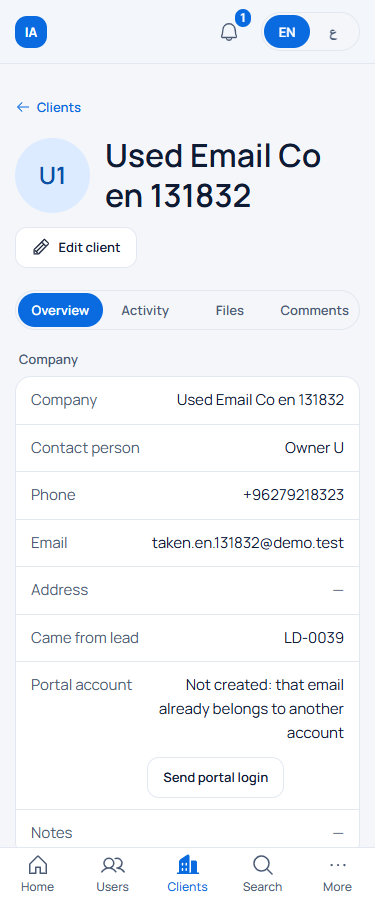 IA
1
EN
ع
← Clients
U1
Used Email Co
en 131832
Edit client
Overview
Activity
Files
Comments
Company
Company
Used Email Co en 131832
Contact person
Owner U
Phone
+96279218323
Email
taken.en.131832@demo.test
Address
—
Came from lead
LD-0039
Portal account
Not created: that email
already belongs to another
account
Send portal login
Notes
—
Home
Users
Clients
Search
More